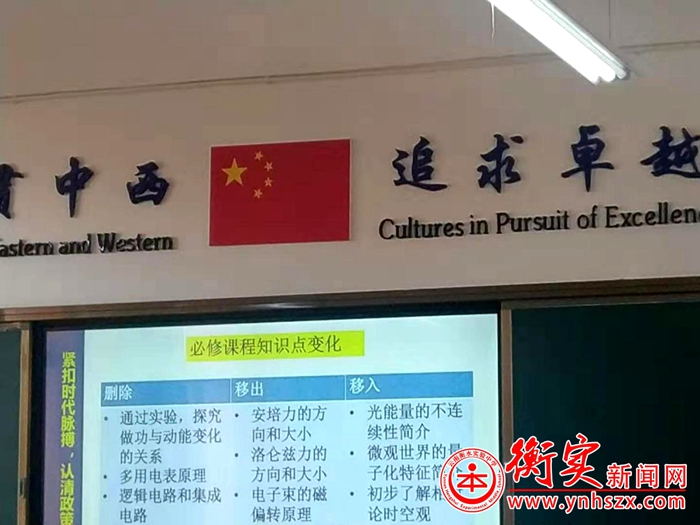 贯中西
追求卓越
Eastern and Western
Cultures in Pursuit of Excellen
必修课程知识点变化
紧扣时代脉搏，认清政策
删除
移出
移入
• 通过实验，探究
做功与动能变化
的关系
• 多用电表原理
• 逻辑电路和集成
电路
• 安培力的方
向和大小
• 洛仑兹力的
方向和大小
• 电子束的磁
偏转原理
• 光能量的不连
续性简介
• 微观世界的量
子化特征简
• 初步了解相
论时空观
衡实新闻网
www.ynhszx.com